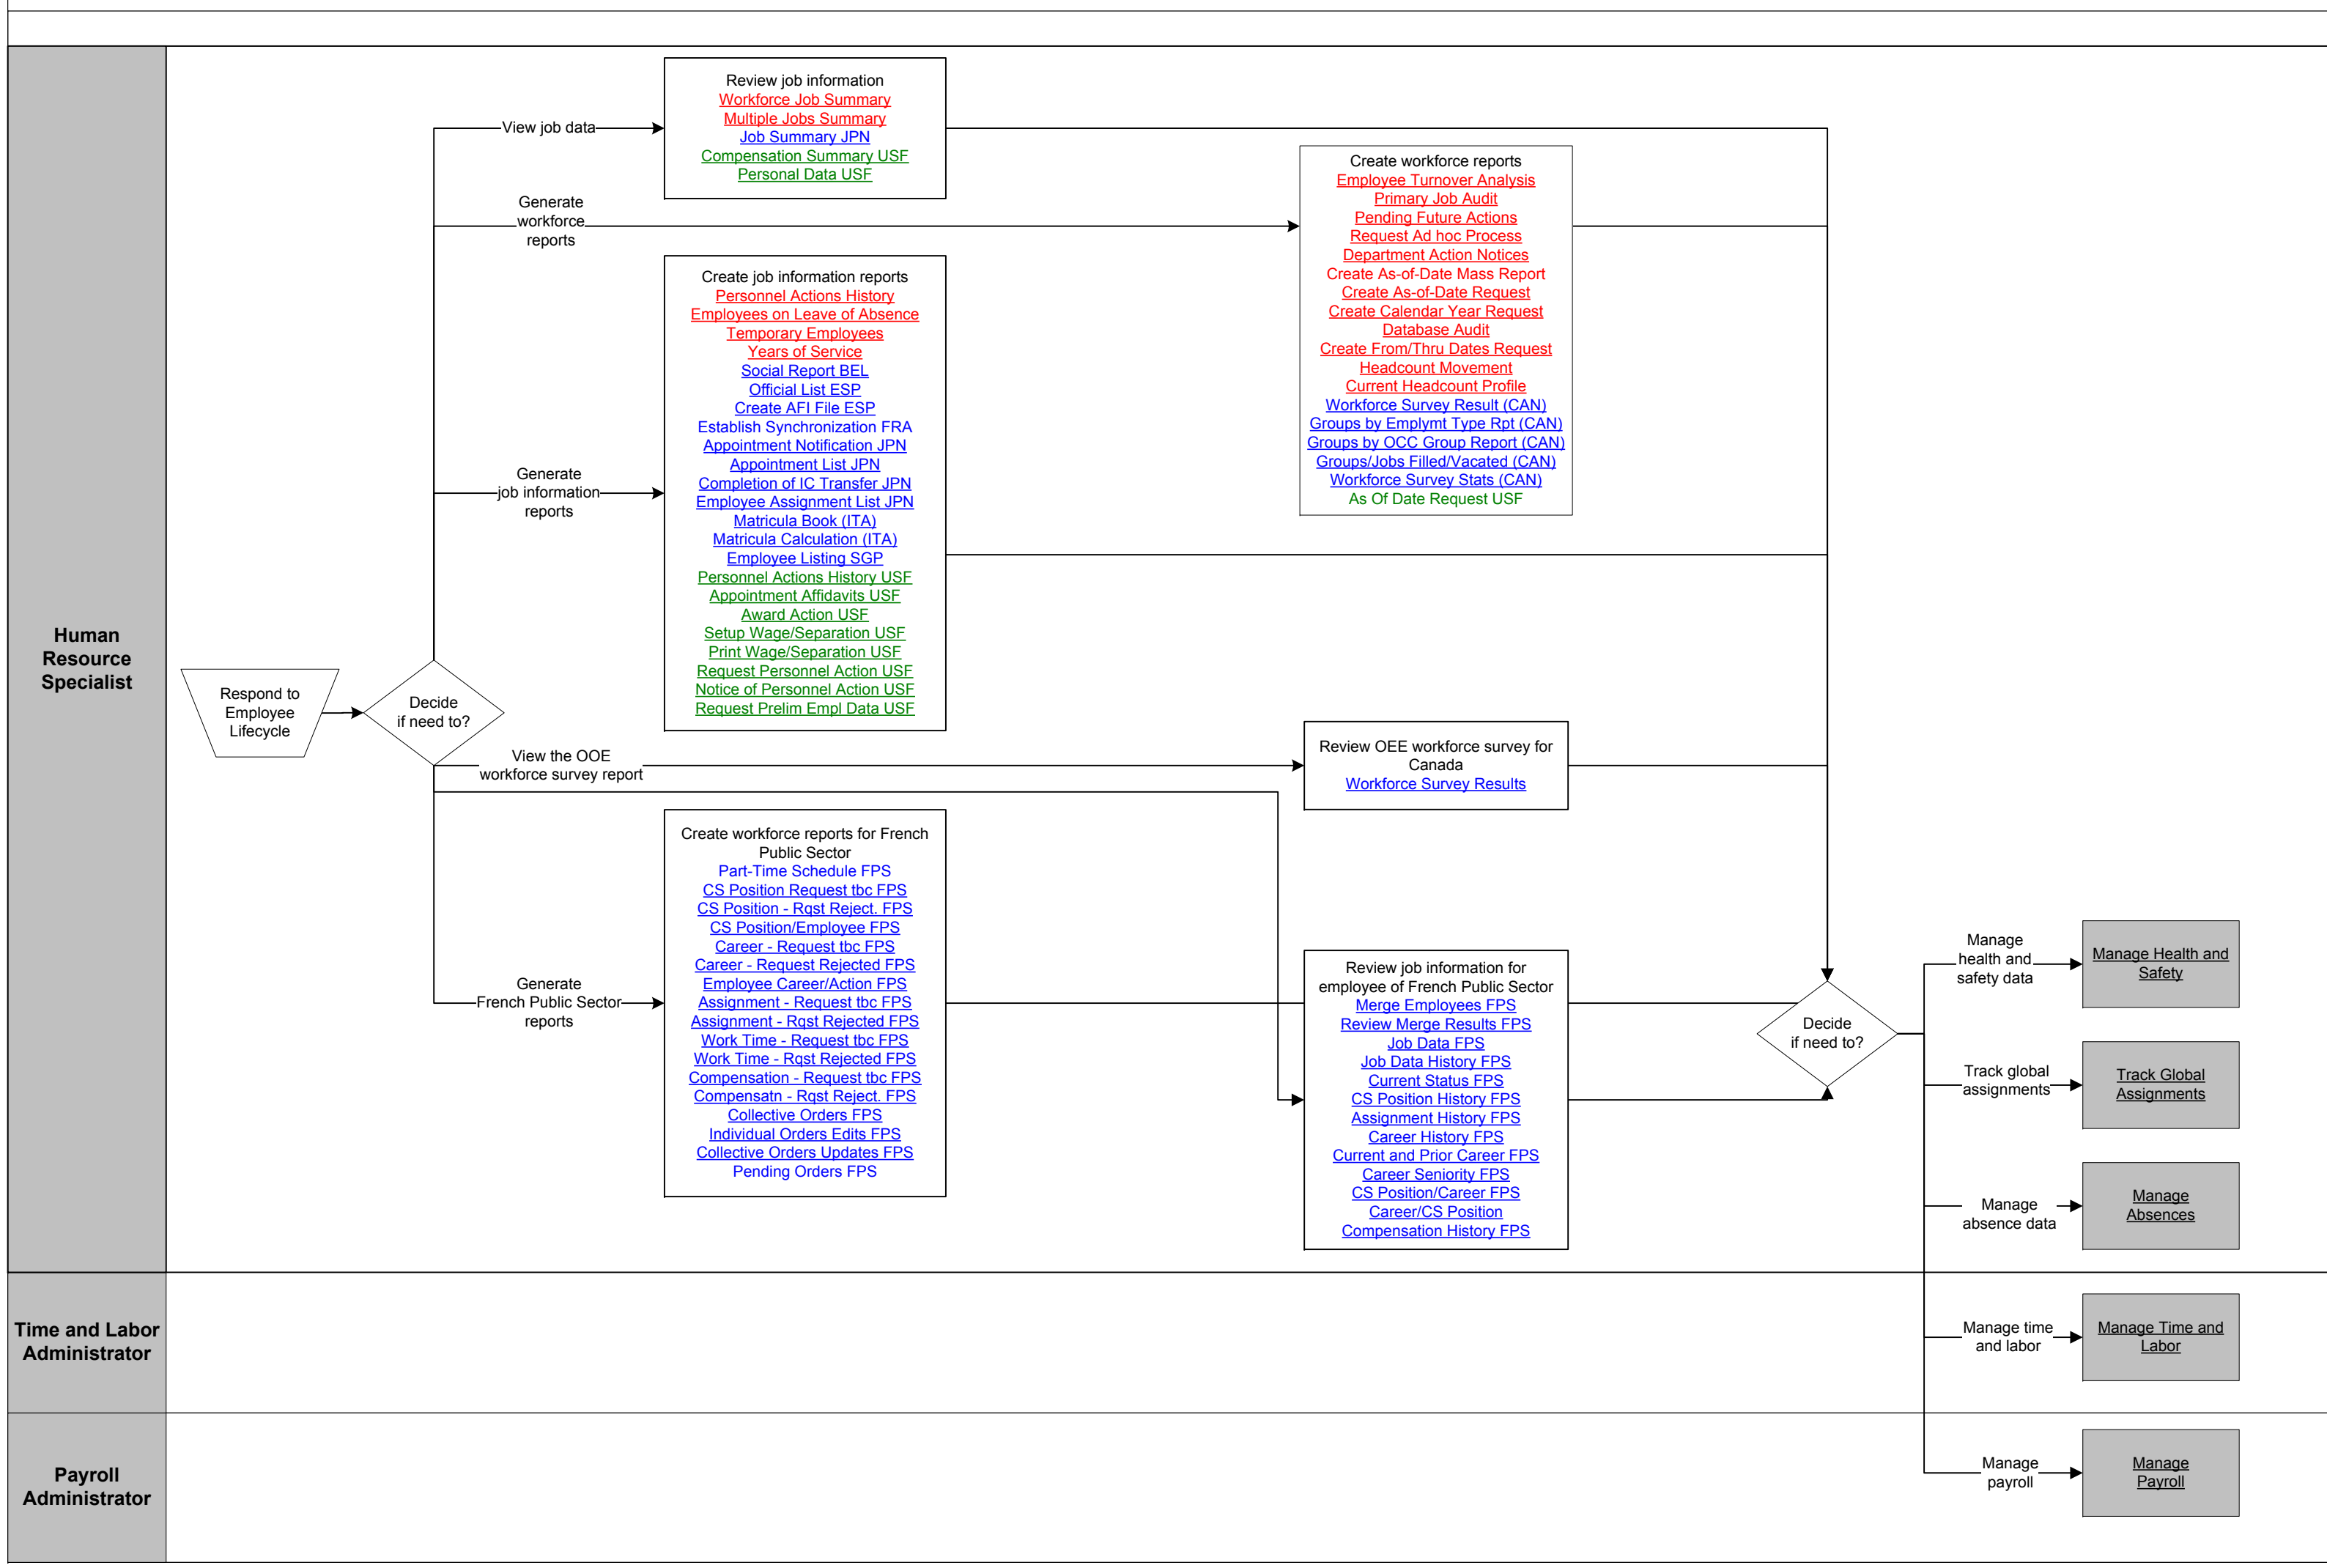 Human
Resource
Specialist
Respond to
Employee
Lifecycle
Decide
if need to?
View job data
Review job information
Workforce Job Summary
Multiple Jobs Summary
Job Summary JPN
Compensation Summary USF
Personal Data USF
Generate
workforce
reports
Create workforce reports
Employee Turnover Analysis
Primary Job Audit
Pending Future Actions
Request Ad hoc Process
Department Action Notices
Create As-of-Date Mass Report
Create As-of-Date Request
Create Calendar Year Request
Database Audit
Create From/Thru Dates Request
Headcount Movement
Current Headcount Profile
Workforce Survey Result (CAN)
Groups by Emplymt Type Rpt (CAN)
Groups by OCC Group Report (CAN)
Groups/Jobs Filled/Vacated (CAN)
Workforce Survey Stats (CAN)
As Of Date Request USF
Generate
job information
reports
Create job information reports
Personnel Actions History
Employees on Leave of Absence
Temporary Employees
Years of Service
Social Report BEL
Official List ESP
Create AFI File ESP
Establish Synchronization FRA
Appointment Notification JPN
Appointment List JPN
Completion of IC Transfer JPN
Employee Assignment List JPN
Matricula Book (ITA)
Matricula Calculation (ITA)
Employee Listing SGP
Personnel Actions History USF
Appointment Affidavits USF
Award Action USF
Setup Wage/Separation USF
Print Wage/Separation USF
Request Personnel Action USF
Notice of Personnel Action USF
Request Prelim Empl Data USF
View the OOE
workforce survey report
Review OEE workforce survey for
Canada
Workforce Survey Results
Generate
French Public Sector
reports
Create workforce reports for French
Public Sector
Part-Time Schedule FPS
CS Position Request tbc FPS
CS Position - Rqst Reject. FPS
CS Position/Employee FPS
Career - Request tbc FPS
Career - Request Rejected FPS
Employee Career/Action FPS
Assignment - Request tbc FPS
Assignment - Rqst Rejected FPS
Work Time - Request tbc FPS
Work Time - Rqst Rejected FPS
Compensation - Request tbc FPS
Compensatn - Rqst Reject. FPS
Collective Orders FPS
Individual Orders Edits FPS
Collective Orders Updates FPS
Pending Orders FPS
Review job information for
employee of French Public Sector
Merge Employees FPS
Review Merge Results FPS
Job Data FPS
Job Data History FPS
Current Status FPS
CS Position History FPS
Assignment History FPS
Career History FPS
Current and Prior Career FPS
Career Seniority FPS
CS Position/Career FPS
Career/CS Position
Compensation History FPS
Decide
if need to?
Manage
health and
safety data
Manage Health and
Safety
Track global
assignments
Track Global
Assignments
Manage
absence data
Manage
Absences
Time and Labor
Administrator
Manage time
and labor
Manage Time and
Labor
Payroll
Administrator
Manage
payroll
Manage
Payroll